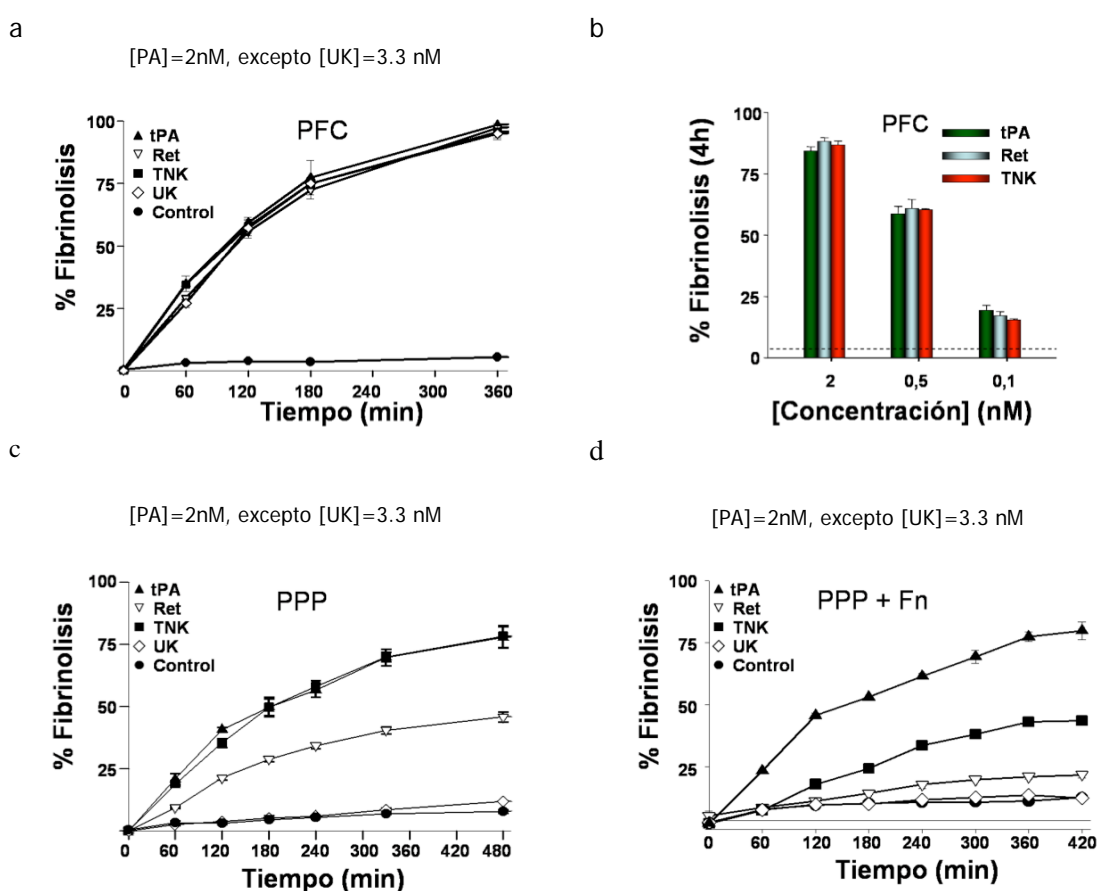 a
[PA]=2nM, excepto [UK]=3.3 nM
PFC
tPA
Ret
TNK
UK
Control
% Fibrinolisis
100
75
50
25
0 60 120 180 240 300 360
Tiempo (min)
b
PFC
tPA
Ret
TNK
% Fibrinolisis (4h)
100
75
50
25
0
2 0,5 0,1
[Concentración] (nM)
c
[PA]=2nM, excepto [UK]=3.3 nM
PPP
tPA
Ret
TNK
UK
Control
% Fibrinolisis
100
75
50
25
0 60 120 180 240 300 360 420 480
Tiempo (min)
d
[PA]=2nM, excepto [UK]=3.3 nM
PPP + Fn
tPA
Ret
TNK
UK
Control
% Fibrinolisis
100
75
50
25
0 60 120 180 240 300 360 420
Tiempo (min)